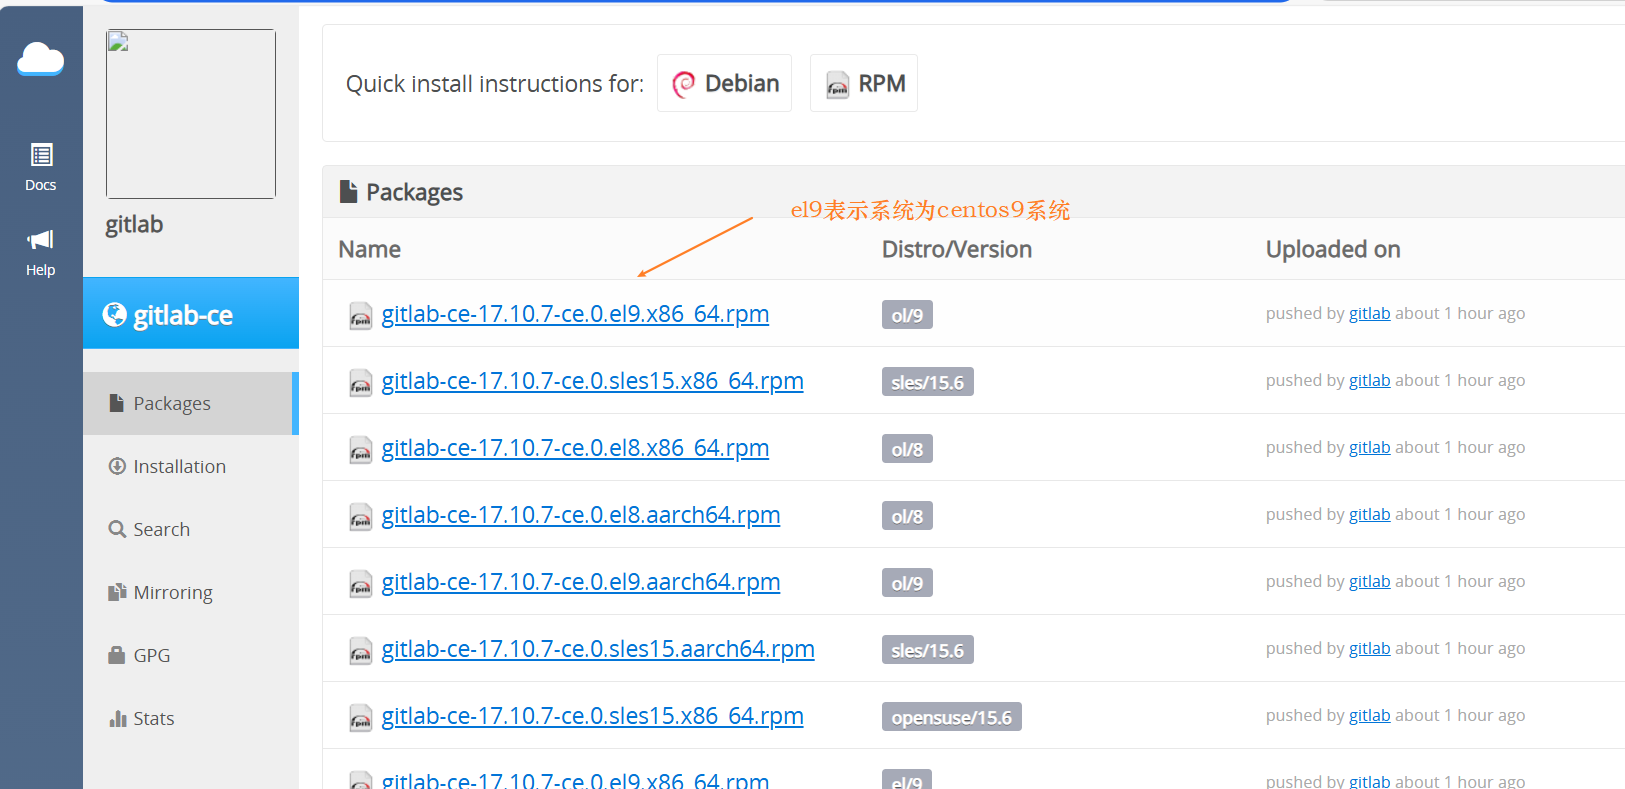 Docs
Help
gitlab
gitlab-ce
Packages
Installation
Search
Mirroring
GPG
Stats
Quick install instructions for: Debian RPM
Packages
el9表示系统为centos9系统
Name Distro/Version Uploaded on
gitlab-ce-17.10.7-ce.0.el9.x86_64.rpm ol/9 pushed by gitlab about 1 hour ago
gitlab-ce-17.10.7-ce.0.sles15.x86_64.rpm sles/15.6 pushed by gitlab about 1 hour ago
gitlab-ce-17.10.7-ce.0.el8.x86_64.rpm ol/8 pushed by gitlab about 1 hour ago
gitlab-ce-17.10.7-ce.0.el8.aarch64.rpm ol/8 pushed by gitlab about 1 hour ago
gitlab-ce-17.10.7-ce.0.el9.aarch64.rpm ol/9 pushed by gitlab about 1 hour ago
gitlab-ce-17.10.7-ce.0.sles15.aarch64.rpm sles/15.6 pushed by gitlab about 1 hour ago
gitlab-ce-17.10.7-ce.0.sles15.x86_64.rpm opensuse/15.6 pushed by gitlab about 1 hour ago
gitlab-ce-17.10.7-ce.0.el9.x86_64.rpm el/9 pushed by gitlab about 1 hour ago